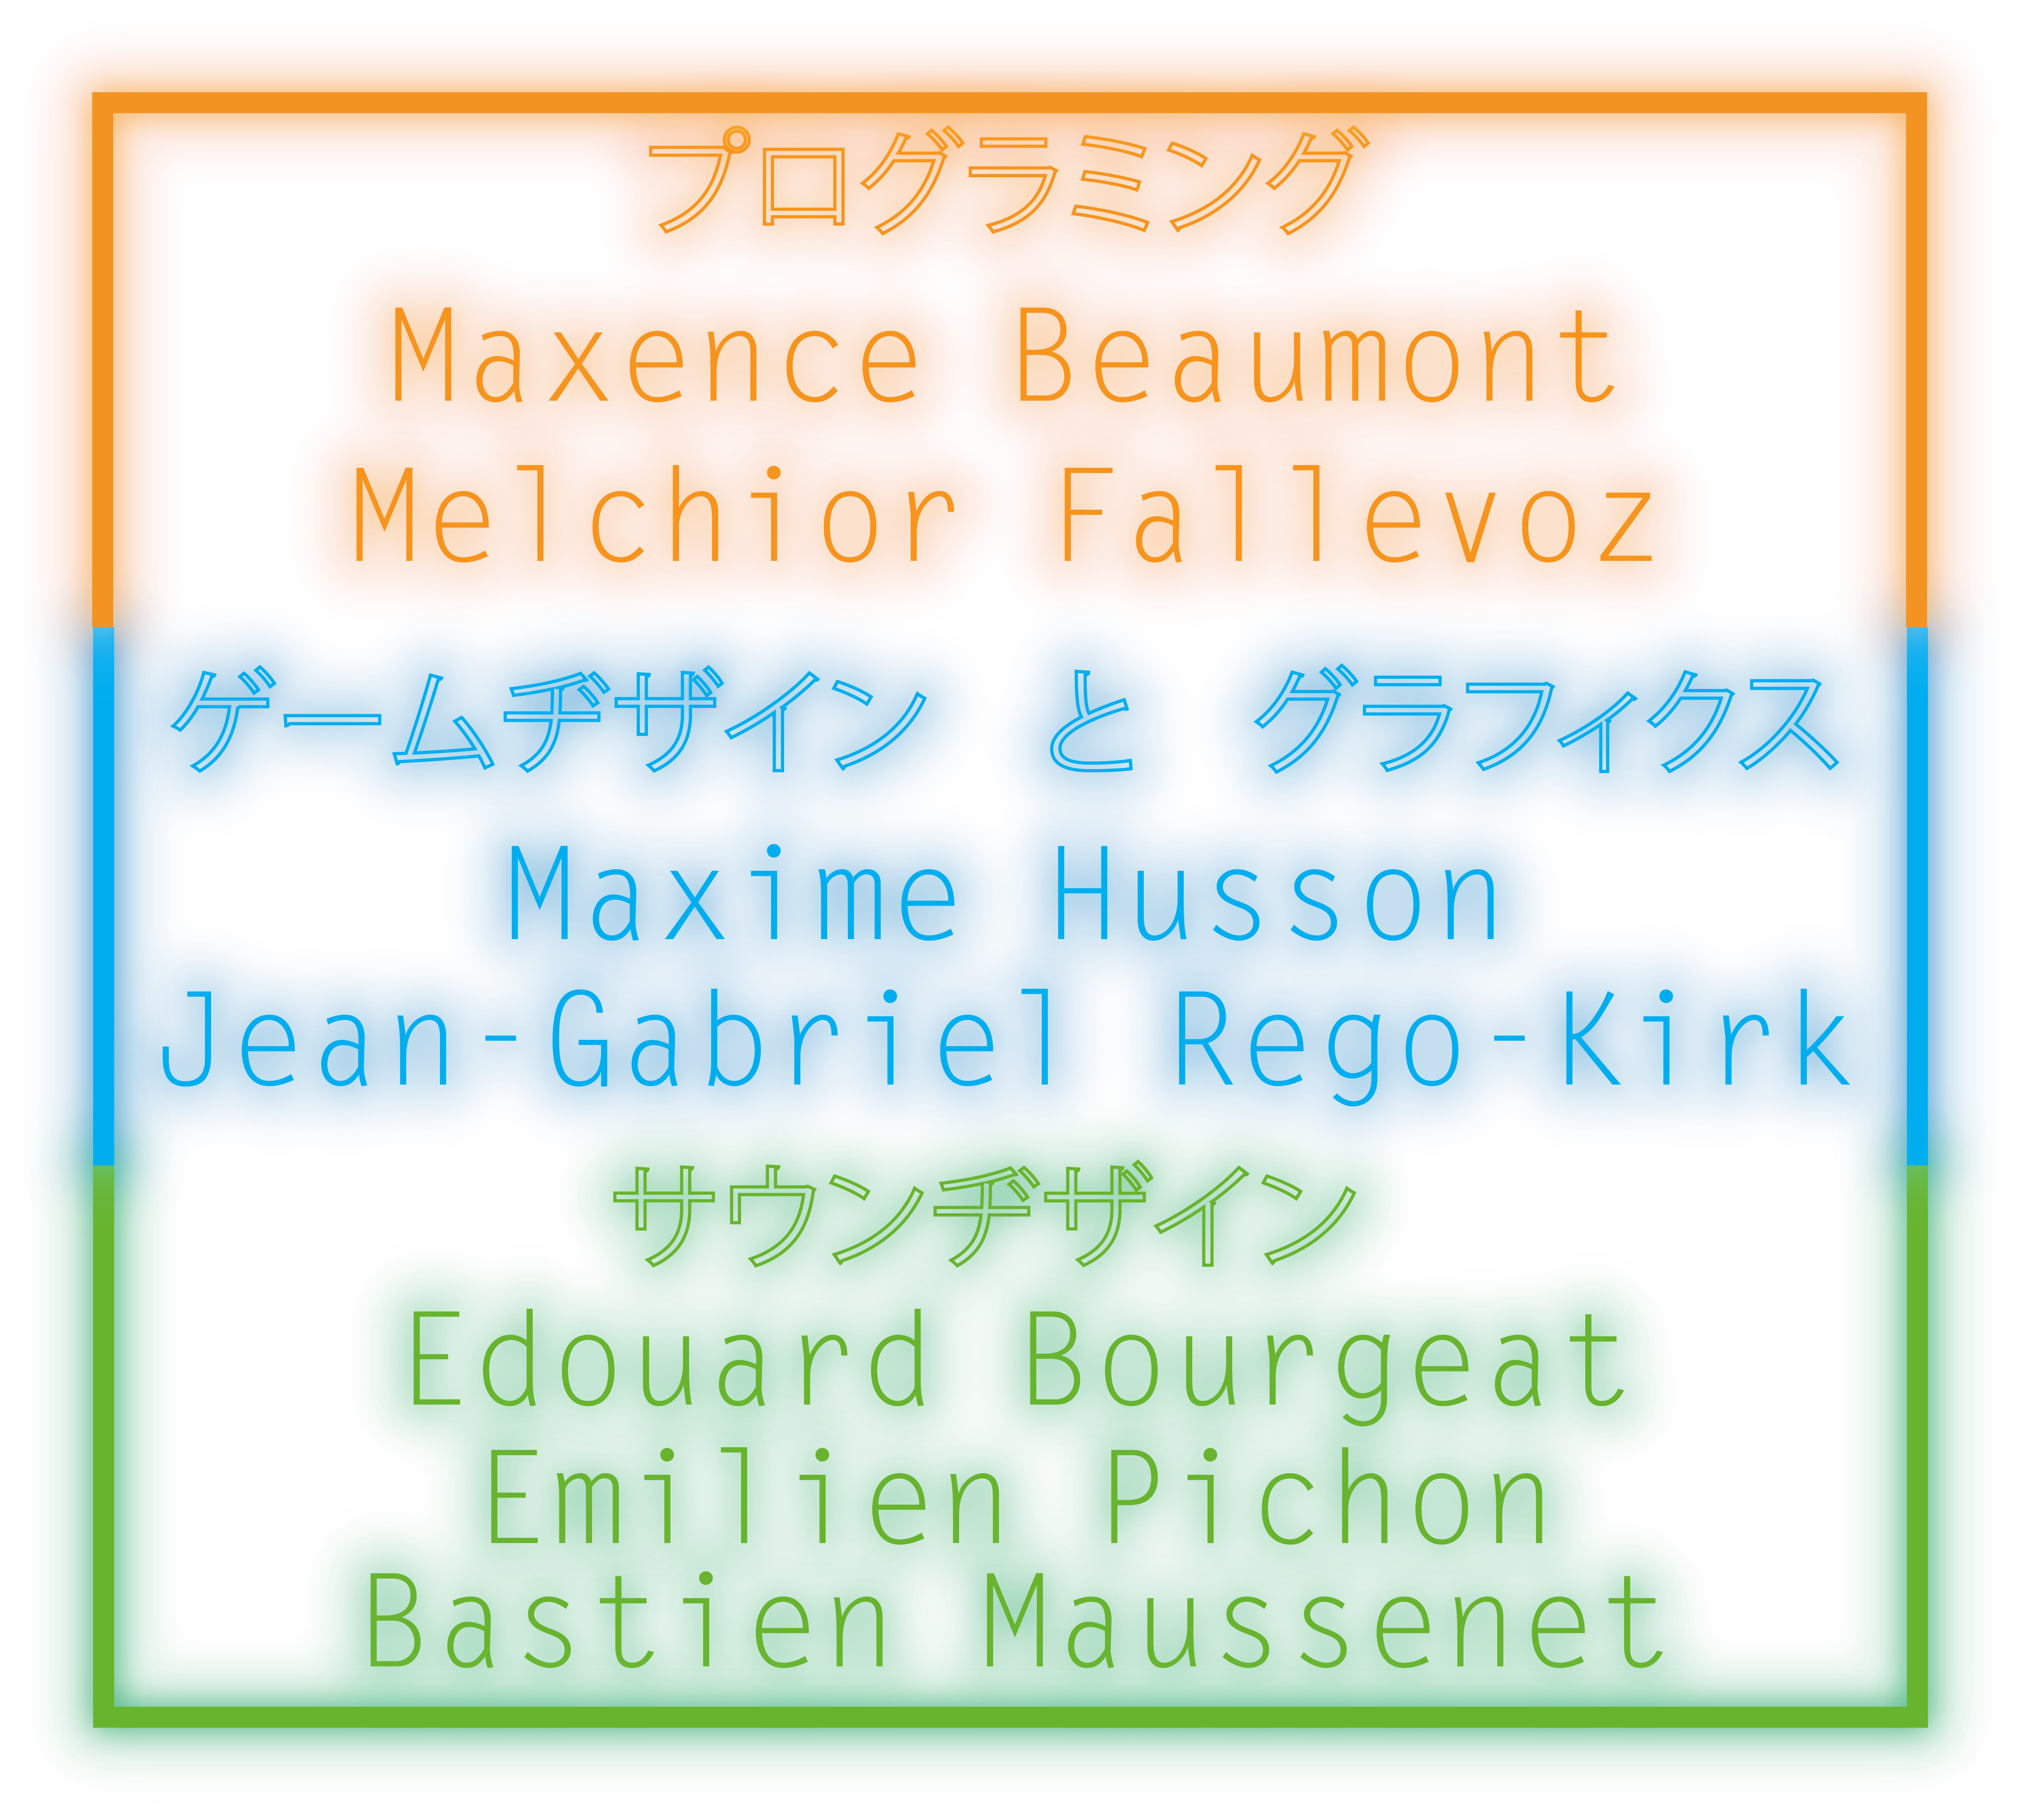 プログラミング
Maxence Beaumont
Melchior Fallevoz
ゲームヂザイン と グラフィクス
Maxime Husson
Jean-Gabriel Rego-Kirk
サウンヂザイン
Edouard Bourgeat
Emilien Pichon
Bastien Maussenet